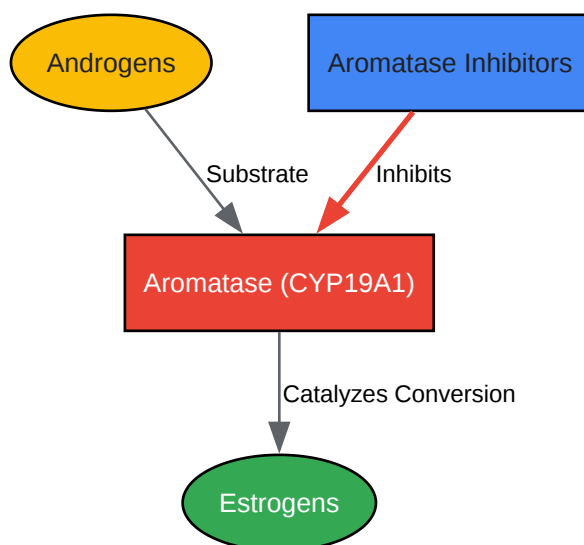 Androgens
Aromatase Inhibitors
Substrate
Inhibits
Aromatase (CYP19A1)
Catalyzes Conversion
Estrogens